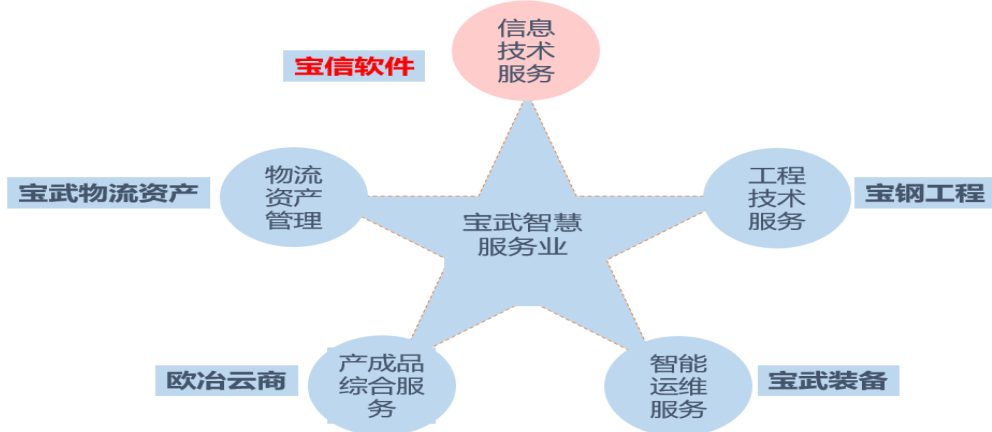 信息
技术
服务
宝信软件
物流
资产
管理
宝武物流资产
工程
技术
服务
宝钢工程
宝武智慧
服务业
产成品
综合服
务
欧冶云商
智能
运维
服务
宝武装备